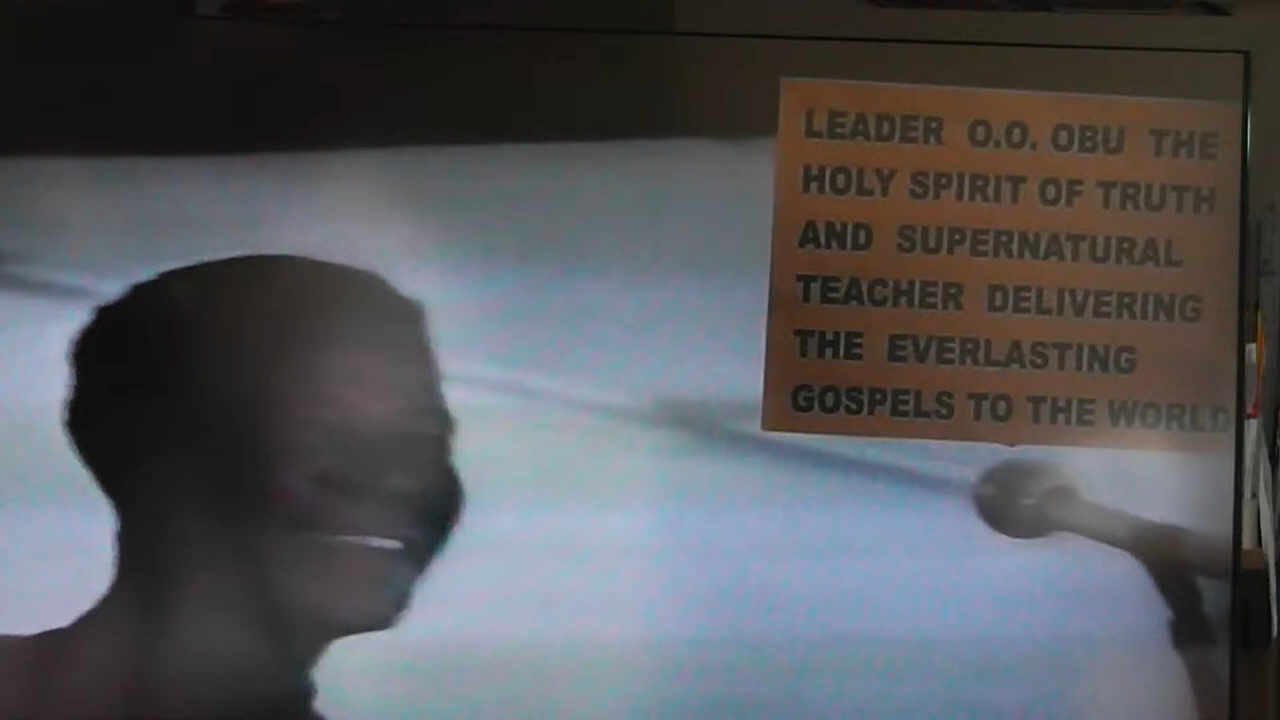 LEADER O.O. OBU THE
HOLY SPIRIT OF TRUTH
AND SUPERNATURAL
TEACHER DELIVERING
THE EVERLASTING
GOSPELS TO THE WORLD